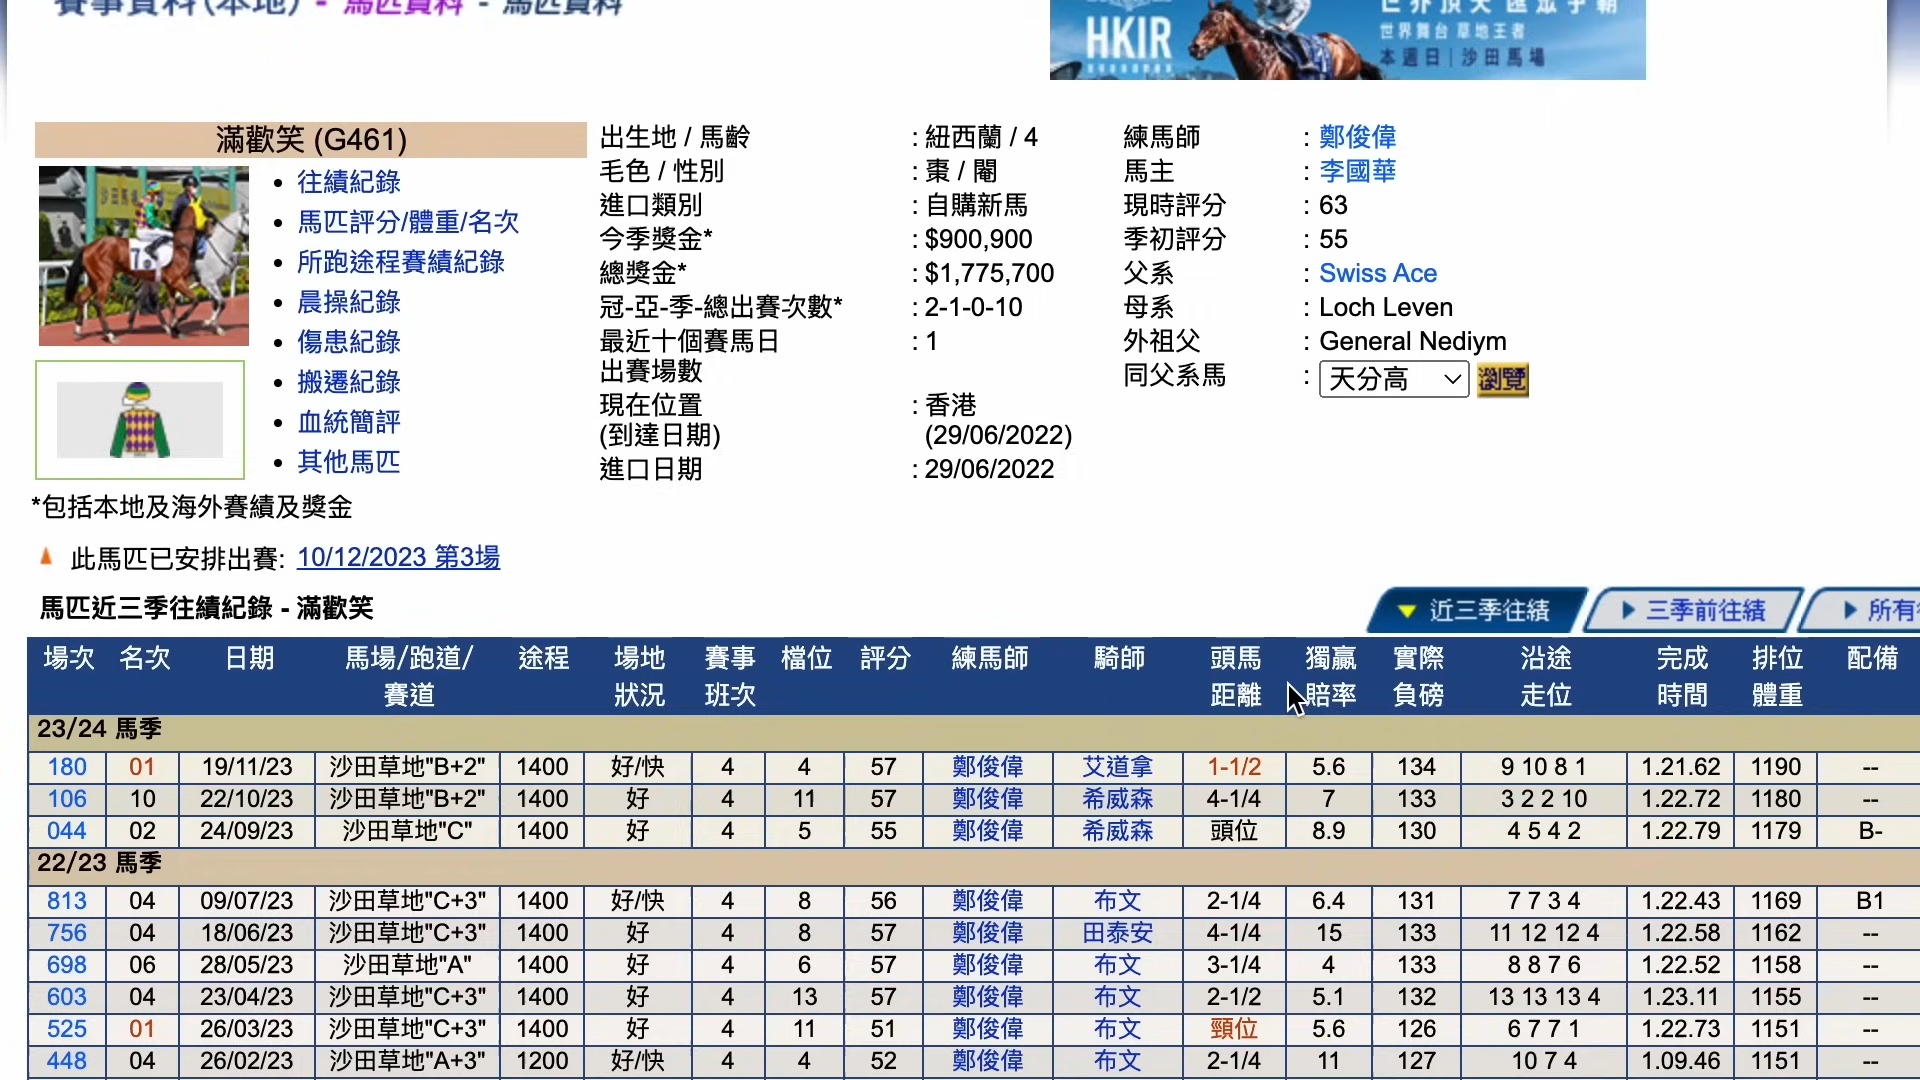 賽事資料(本地) - 馬匹資料 - 馬匹資料
HKIR
世界舞台 草地王者
本週日 | 沙田馬場
滿歡笑 (G461)
往績紀錄
馬匹評分/體重/名次
所跑途程賽績紀錄
晨操紀錄
傷患紀錄
搬遷紀錄
血統簡評
其他馬匹
出生地 / 馬齡 : 紐西蘭 / 4
毛色 / 性別 : 棗 / 閹
進口類別 : 自購新馬
今季獎金* : $900,900
總獎金* : $1,775,700
冠-亞-季-總出賽次數* : 2-1-0-10
最近十個賽馬日 : 1
出賽場數
現在位置 : 香港
(到達日期) (29/06/2022)
進口日期 : 29/06/2022
練馬師 : 鄭俊偉
馬主 : 李國華
現時評分 : 63
季初評分 : 55
父系 : Swiss Ace
母系 : Loch Leven
外祖父 : General Nediym
同父系馬 : 天分高 瀏覽
*包括本地及海外賽績及獎金
此馬匹已安排出賽: 10/12/2023 第3場
馬匹近三季往績紀錄 - 滿歡笑
近三季往績 三季前往績 所有
場次 名次 日期 馬場/跑道/ 途程 場地 賽事 檔位 評分 練馬師 騎師 頭馬 獨贏 實際 沿途 完成 排位 配備
賽道 狀況 班次 距離 賠率 負磅 走位 時間 體重
23/24 馬季
180 01 19/11/23 沙田草地"B+2" 1400 好/快 4 4 57 鄭俊偉 艾道拿 1-1/2 5.6 134 9 10 8 1 1.21.62 1190 --
106 10 22/10/23 沙田草地"B+2" 1400 好 4 11 57 鄭俊偉 希威森 4-1/4 7 133 3 2 2 10 1.22.72 1180 --
044 02 24/09/23 沙田草地"C" 1400 好 4 5 55 鄭俊偉 希威森 頭位 8.9 130 4 5 4 2 1.22.79 1179 B-
22/23 馬季
813 04 09/07/23 沙田草地"C+3" 1400 好/快 4 8 56 鄭俊偉 布文 2-1/4 6.4 131 7 7 3 4 1.22.43 1169 B1
756 04 18/06/23 沙田草地"C+3" 1400 好 4 8 57 鄭俊偉 田泰安 4-1/4 15 133 11 12 12 4 1.22.58 1162 --
698 06 28/05/23 沙田草地"A" 1400 好 4 6 57 鄭俊偉 布文 3-1/4 4 133 8 8 7 6 1.22.52 1158 --
603 04 23/04/23 沙田草地"C+3" 1400 好 4 13 57 鄭俊偉 布文 2-1/2 5.1 132 13 13 13 4 1.23.11 1155 --
525 01 26/03/23 沙田草地"C+3" 1400 好 4 11 51 鄭俊偉 布文 頸位 5.6 126 6 7 7 1 1.22.73 1151 --
448 04 26/02/23 沙田草地"A+3" 1200 好/快 4 4 52 鄭俊偉 布文 2-1/4 11 127 10 7 4 1.09.46 1151 --